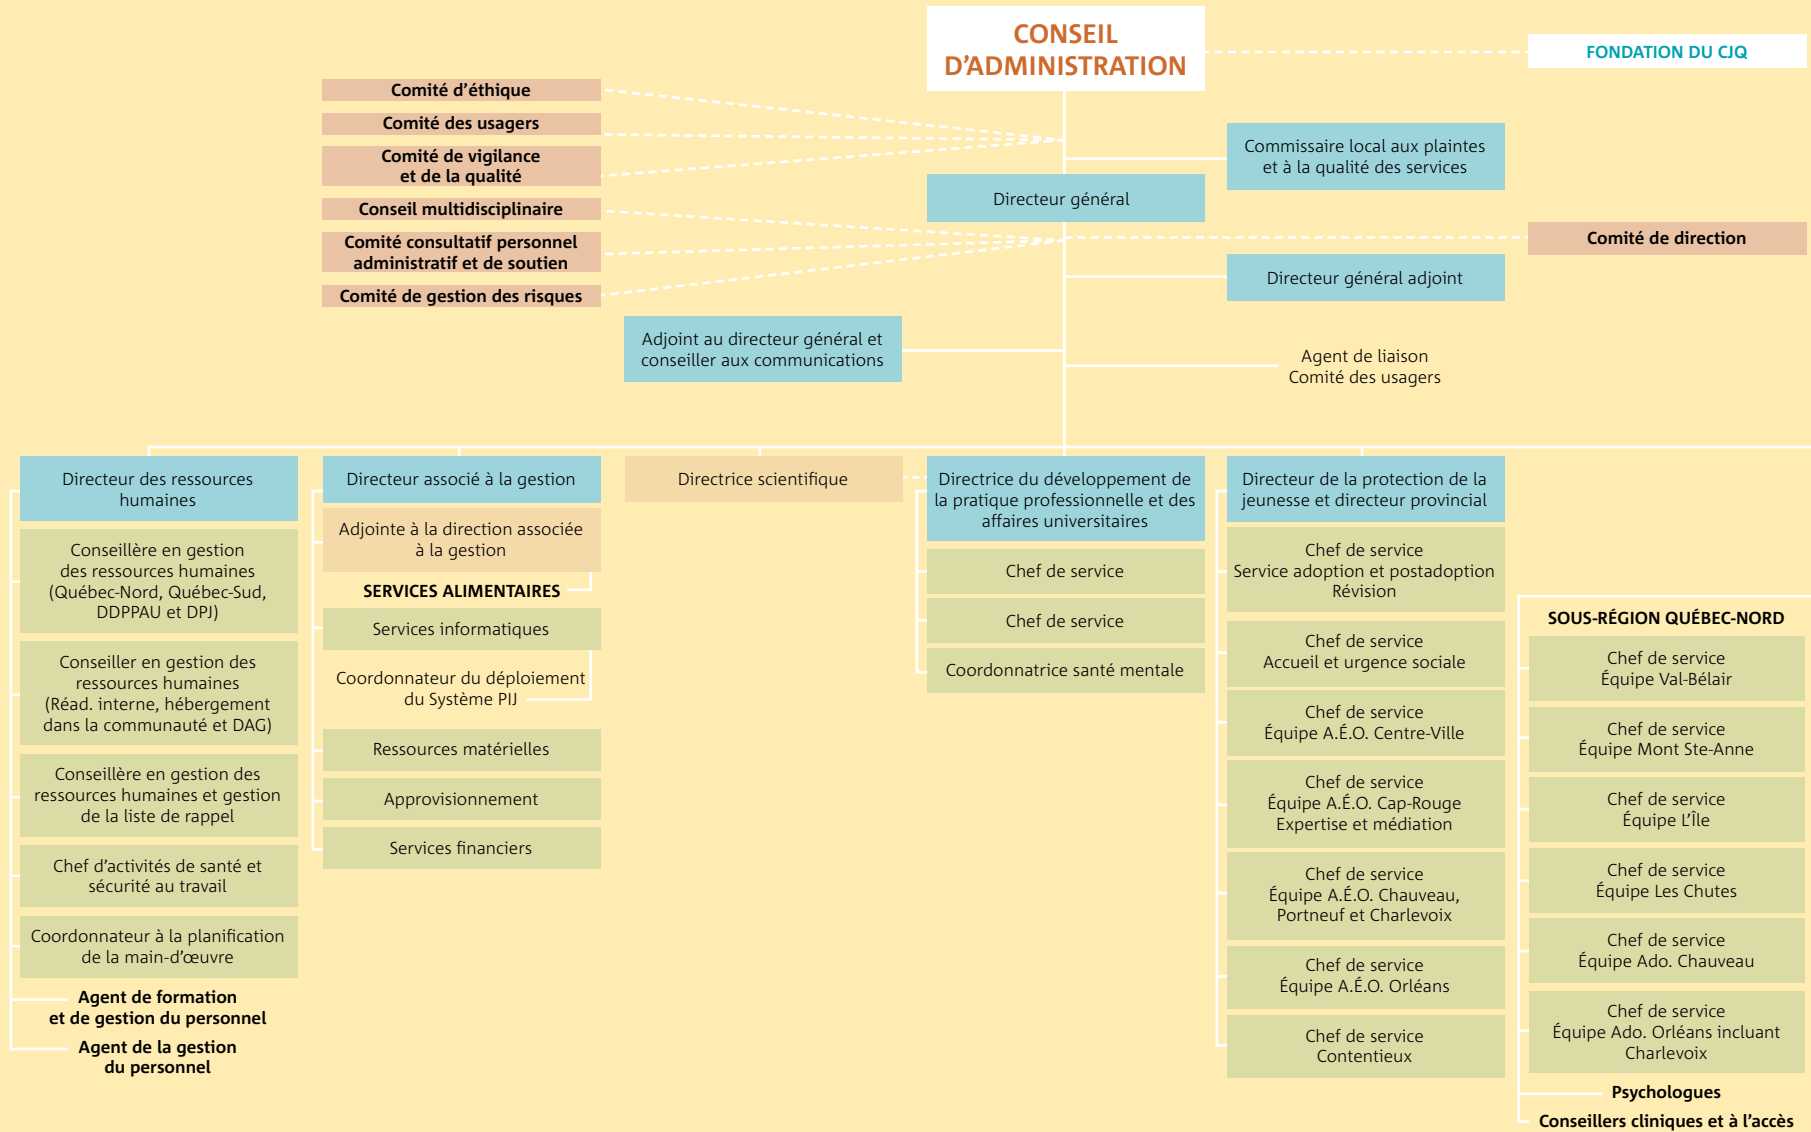 CONSEIL
D'ADMINISTRATION
FONDATION DU CJQ
Comité d'éthique
Comité des usagers
Comité de vigilance
et de la qualité
Conseil multidisciplinaire
Comité consultatif personnel
administratif et de soutien
Comité de gestion des risques
Commissaire local aux plaintes
et à la qualité des services
Directeur général
Comité de direction
Directeur général adjoint
Adjoint au directeur général et
conseiller aux communications
Agent de liaison
Comité des usagers
Directeur des ressources
humaines
Conseillère en gestion
des ressources humaines
(Québec-Nord, Québec-Sud,
DDPPAU et DPJ)
Conseiller en gestion des
ressources humaines
(Réad. interne, hébergement
dans la communauté et DAG)
Conseillère en gestion des
ressources humaines et gestion
de la liste de rappel
Chef d'activités de santé et
sécurité au travail
Coordonnateur à la planification
de la main-d'œuvre
Agent de formation
et de gestion du personnel
Agent de la gestion
du personnel
Directeur associé à la gestion
Adjointe à la direction associée
à la gestion
SERVICES ALIMENTAIRES
Services informatiques
Coordonnateur du déploiement
du Système PIJ
Ressources matérielles
Approvisionnement
Services financiers
Directrice scientifique
Directrice du développement de
la pratique professionnelle et des
affaires universitaires
Chef de service
Chef de service
Coordonnatrice santé mentale
Directeur de la protection de la
jeunesse et directeur provincial
Chef de service
Service adoption et postadoption
Révision
Chef de service
Accueil et urgence sociale
Chef de service
Équipe A.É.O. Centre-Ville
Chef de service
Équipe A.É.O. Cap-Rouge
Expertise et médiation
Chef de service
Équipe A.É.O. Chauveau,
Portneuf et Charlevoix
Chef de service
Équipe A.É.O. Orléans
Chef de service
Contentieux
SOUS-RÉGION QUÉBEC-NORD
Chef de service
Équipe Val-Bélair
Chef de service
Équipe Mont Ste-Anne
Chef de service
Équipe L'Île
Chef de service
Équipe Les Chutes
Chef de service
Équipe Ado. Chauveau
Chef de service
Équipe Ado. Orléans incluant
Charlevoix
Psychologues
Conseillers cliniques et à l'accès